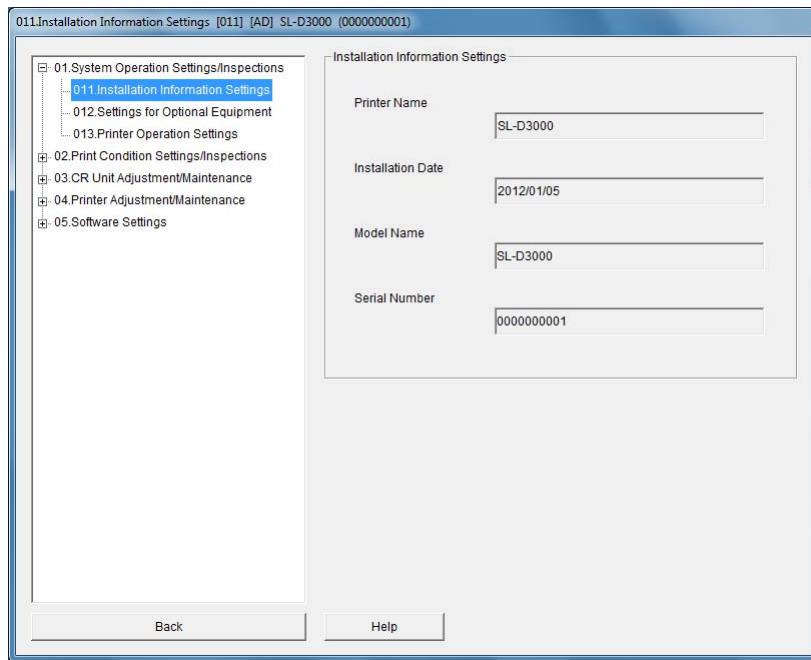 011.Installation Information Settings [011] [AD] SL-D3000 (0000000001)
01.System Operation Settings/Inspections
011.Installation Information Settings
012.Settings for Optional Equipment
013.Printer Operation Settings
02.Print Condition Settings/Inspections
03.CR Unit Adjustment/Maintenance
04.Printer Adjustment/Maintenance
05.Software Settings
Installation Information Settings
Printer Name
SL-D3000
Installation Date
2012/01/05
Model Name
SL-D3000
Serial Number
0000000001
Back
Help